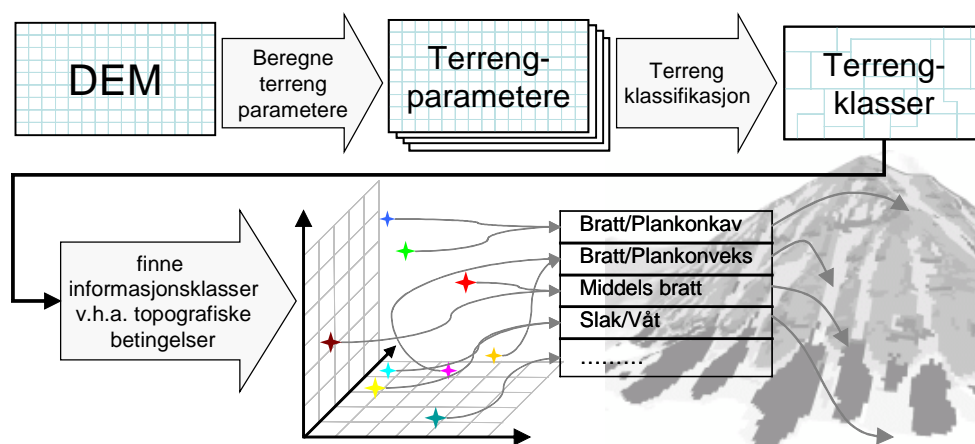 DEM
Beregne
terreng
parametere
Terreng-
parametere
Terreng
klassifikasjon
Terreng-
klasser
finne
informasjonsklasser
v.h.a. topografiske
betingelser
Bratt/Plankonkav
Bratt/Plankonveks
Middels bratt
Slak/Våt
.........